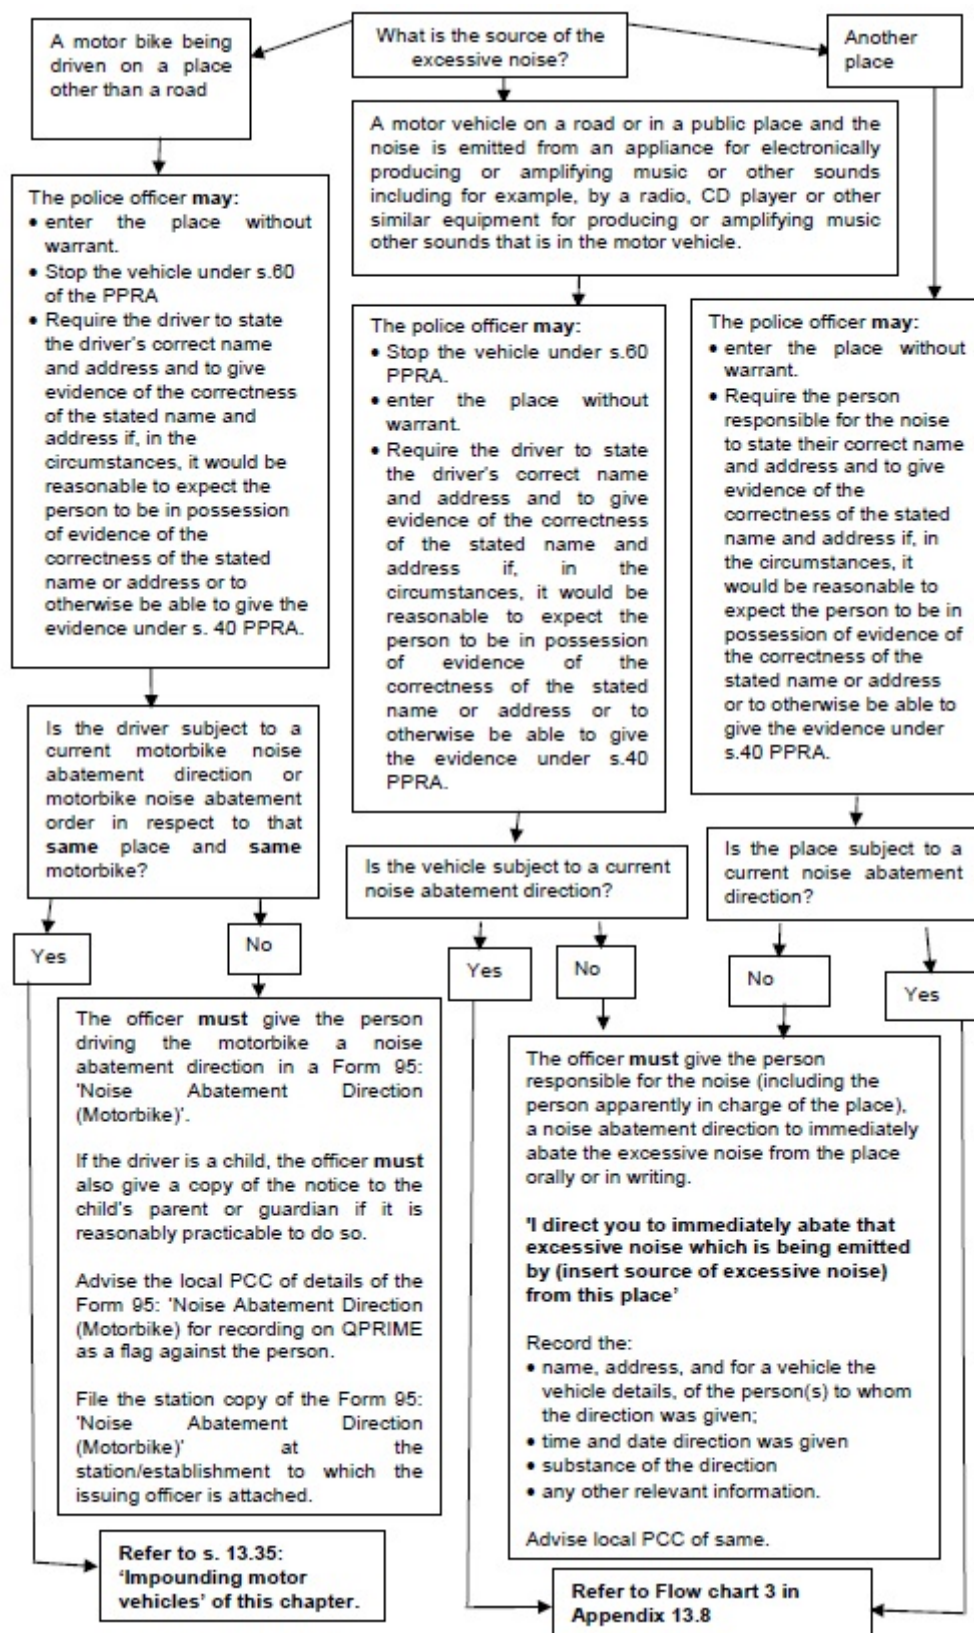 What is the source of the
excessive noise?
A motor bike being
driven on a place
other than a road
Another
place
A motor vehicle on a road or in a public place and the
noise is emitted from an appliance for electronically
producing or amplifying music or other sounds
including for example, by a radio, CD player or other
similar equipment for producing or amplifying music
other sounds that is in the motor vehicle.
The police officer may:
• enter the place without
warrant.
• Stop the vehicle under s.60
of the PPRA
• Require the driver to state
the driver's correct name
and address and to give
evidence of the correctness
of the stated name and
address if, in the
circumstances, it would be
reasonable to expect the
person to be in possession
of evidence of the
correctness of the stated
name or address or to
otherwise be able to give the
evidence under s. 40 PPRA.
The police officer may:
• Stop the vehicle under s.60
PPRA.
• enter the place without
warrant.
• Require the driver to state
the driver's correct name
and address and to give
evidence of the correctness
of the stated name and
address if, in the
circumstances, it would be
reasonable to expect the
person to be in possession
of evidence of the
correctness of the stated
name or address or to
otherwise be able to give
the evidence under s.40
PPRA.
The police officer may:
• enter the place without
warrant.
• Require the person
responsible for the noise
to state their correct name
and address and to give
evidence of the
correctness of the stated
name and address if, in
the circumstances, it
would be reasonable to
expect the person to be in
possession of evidence of
the correctness of the
stated name or address
or to otherwise be able to
give the evidence under
s.40 PPRA.
Is the driver subject to a
current motorbike noise
abatement direction or
motorbike noise abatement
order in respect to that
same place and same
motorbike?
Is the vehicle subject to a current
noise abatement direction?
Is the place subject to a
current noise abatement
direction?
Yes
No
Yes
No
No
Yes
The officer must give the person
driving the motorbike a noise
abatement direction in a Form 95:
'Noise Abatement Direction
(Motorbike)'.
If the driver is a child, the officer must
also give a copy of the notice to the
child's parent or guardian if it is
reasonably practicable to do so.
Advise the local PCC of details of the
Form 95: 'Noise Abatement Direction
(Motorbike) for recording on QPRIME
as a flag against the person.
File the station copy of the Form 95:
'Noise Abatement Direction
(Motorbike)' at the
station/establishment to which the
issuing officer is attached.
The officer must give the person
responsible for the noise (including the
person apparently in charge of the place),
a noise abatement direction to immediately
abate the excessive noise from the place
orally or in writing.
'I direct you to immediately abate that
excessive noise which is being emitted
by (insert source of excessive noise)
from this place'
Record the:
• name, address, and for a vehicle the
vehicle details, of the person(s) to whom
the direction was given;
• time and date direction was given
• substance of the direction
• any other relevant information.
Advise local PCC of same.
Refer to s. 13.35:
'Impounding motor
vehicles' of this chapter.
Refer to Flow chart 3 in
Appendix 13.8